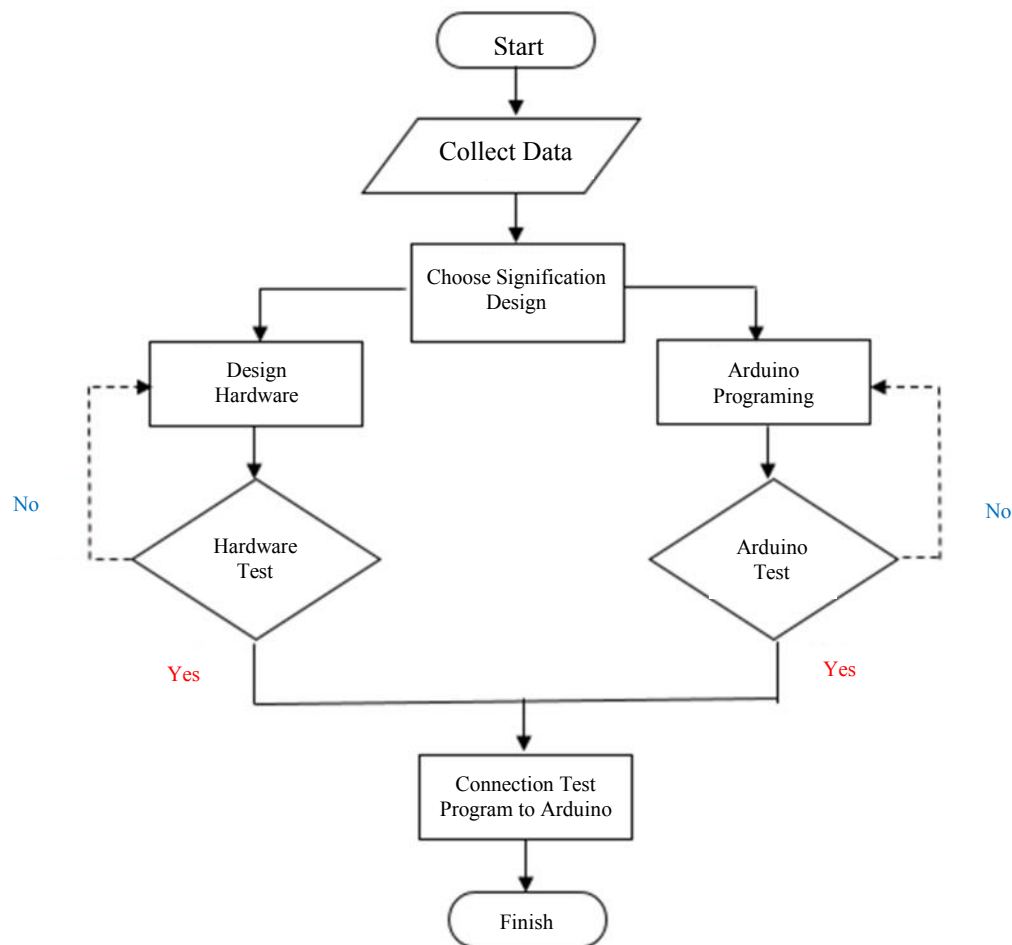 Start
Collect Data
Choose Signification
Design
Design
Hardware
Arduino
Programing
No
No
Hardware
Test
Arduino
Test
Yes
Yes
Connection Test
Program to Arduino
Finish